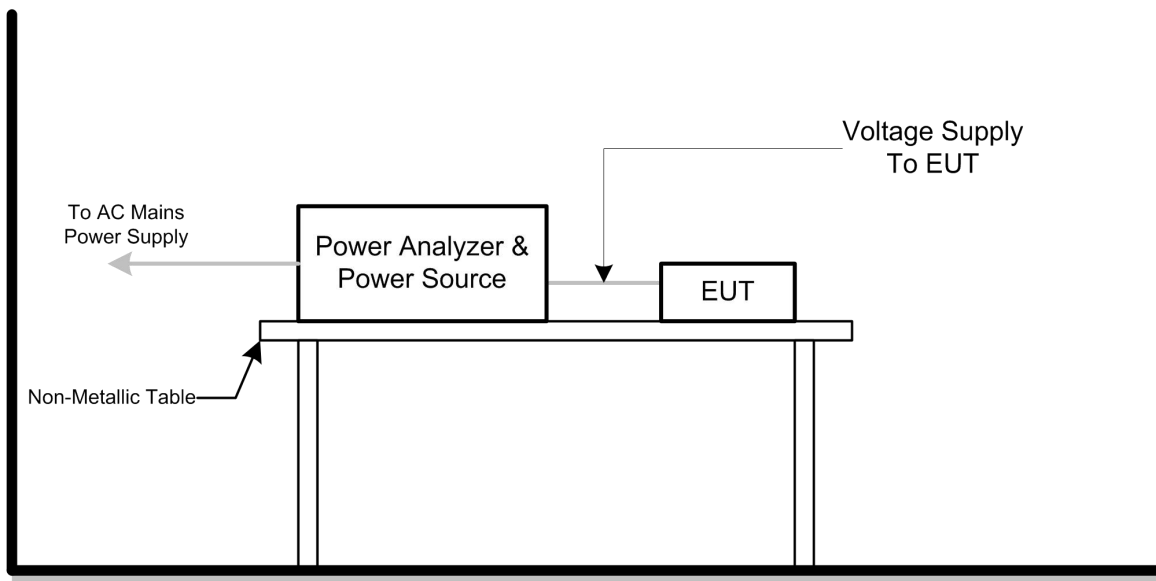 Voltage Supply
To EUT
To AC Mains
Power Supply
Power Analyzer &
Power Source
EUT
Non-Metallic Table